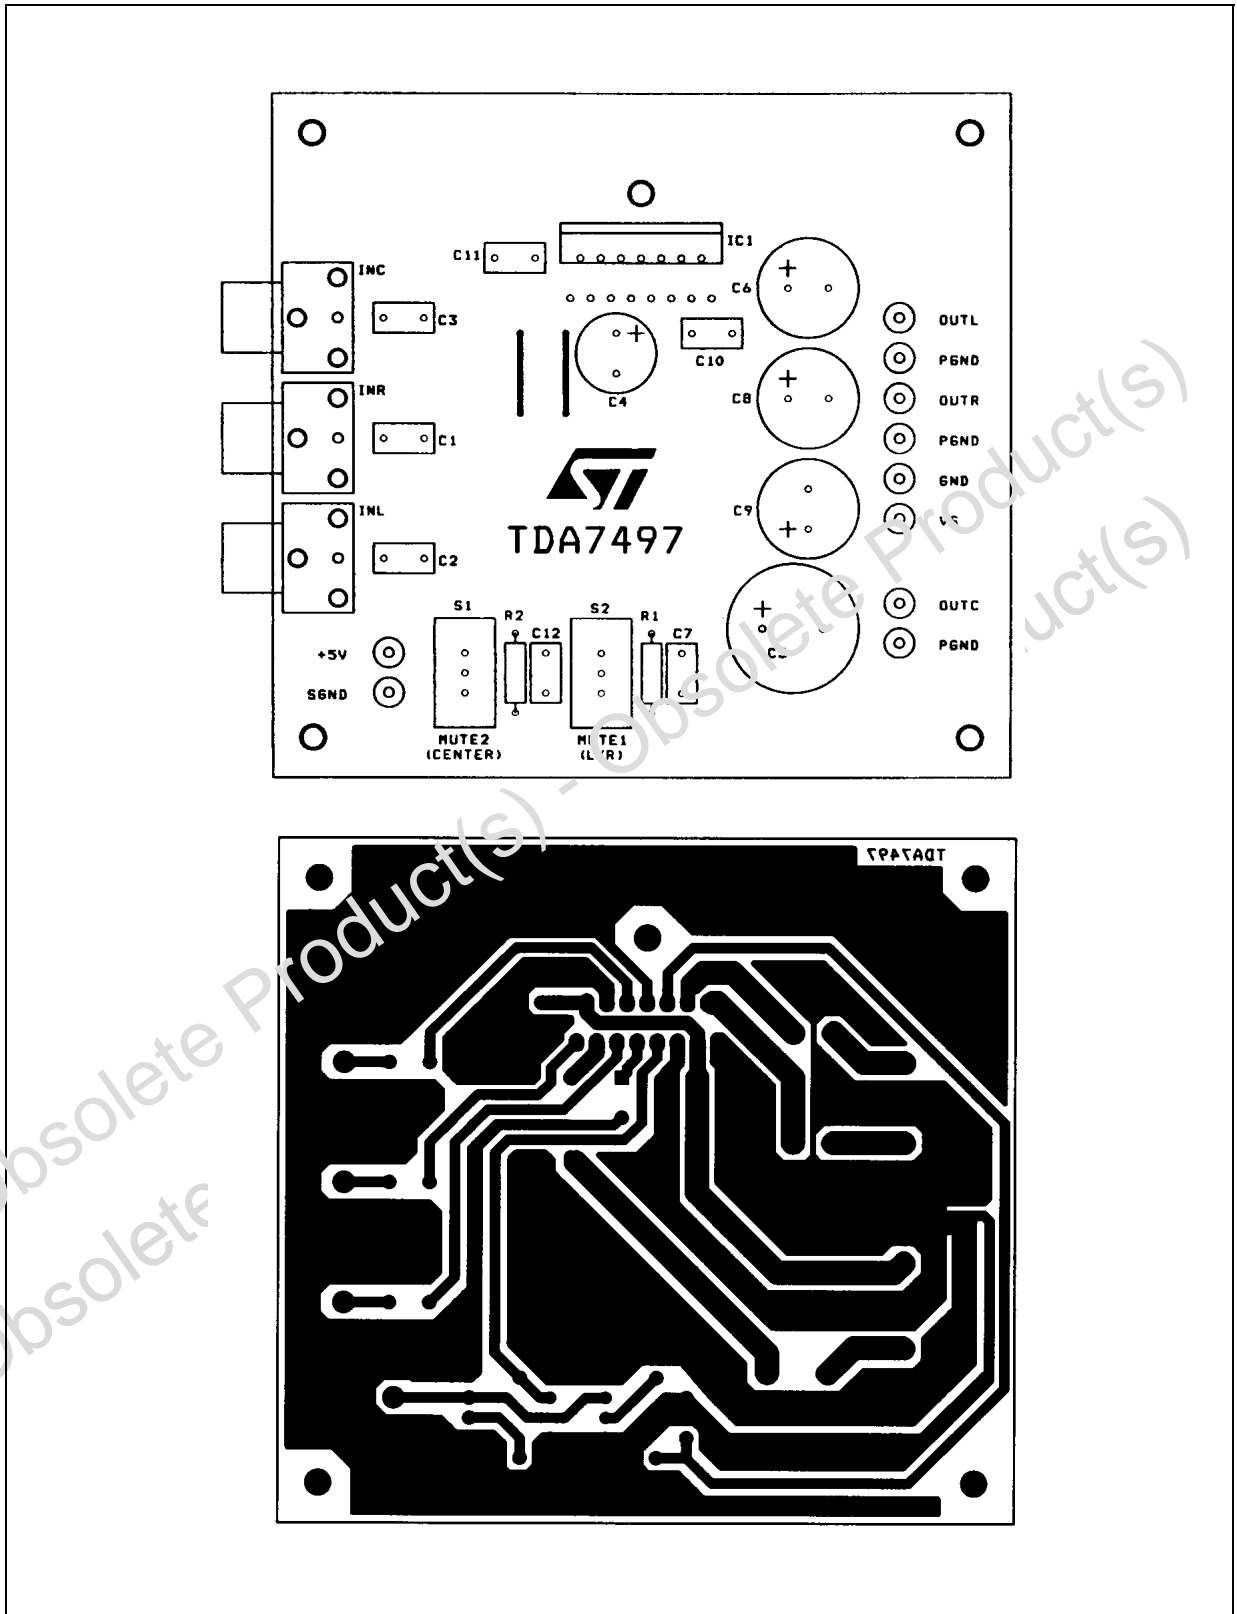 IC1
C11
C6
INC
C3
OUTL
C10
PGND
INR
C4
C8
OUTR
C1
PGND
GND
INL
C9
ST
TDA7497
C2
S1
S2
OUTC
R2
R1
C12
C7
PGND
+5V
SGND
MUTE2
(CENTER)
MUTE1
TDA7497
Obsolete Product(s) - Obsolete Product(s)
Obsolete Product(s) - Obsolete Product(s)